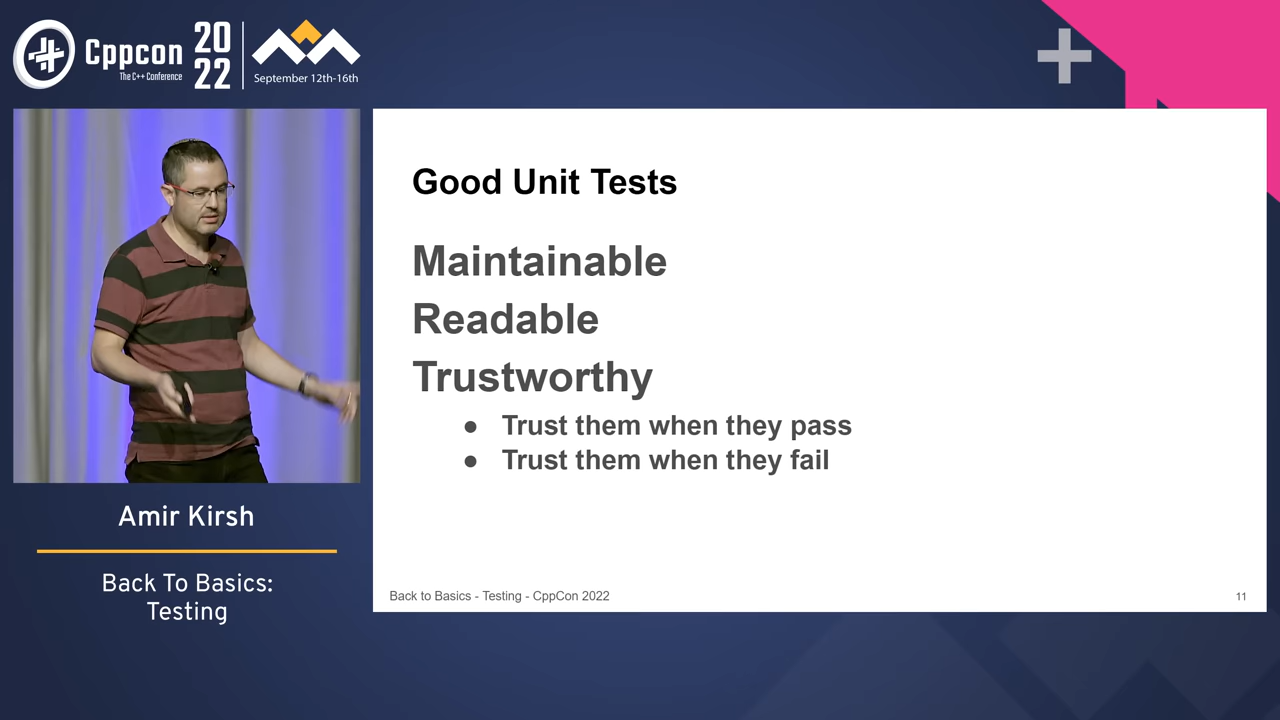 Cppcon
The C++ Conference
20
22
September 12th-16th
Good Unit Tests
Maintainable
Readable
Trustworthy
● Trust them when they pass
● Trust them when they fail
Back to Basics - Testing - CppCon 2022
11
Amir Kirsh
Back To Basics:
Testing